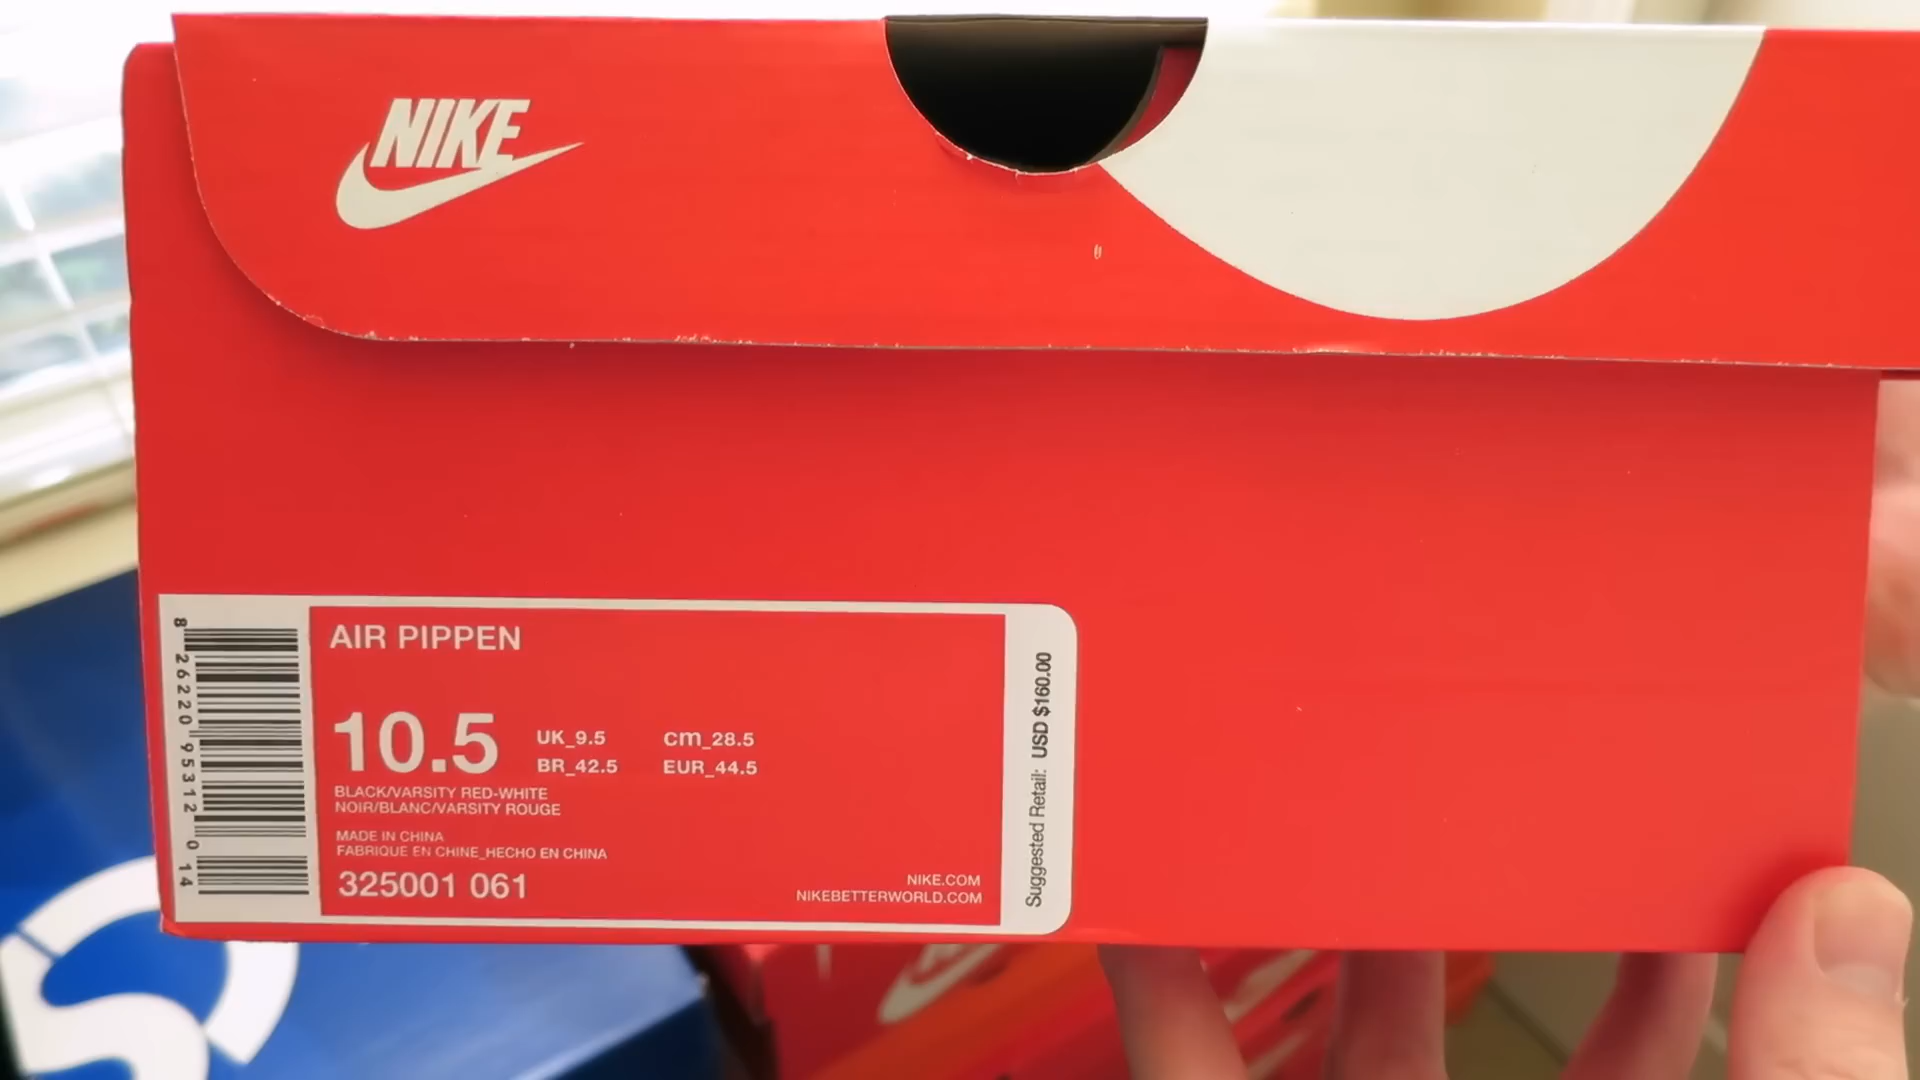 NIKE
AIR PIPPEN
10.5
UK_9.5 cm_28.5
BR_42.5 EUR_44.5
BLACK/VARSITY RED-WHITE
NOIR/BLANC/VARSITY ROUGE
MADE IN CHINA
FABRIQUE EN CHINE_HECHO EN CHINA
325001 061
NIKE.COM
NIKEBETTERWORLD.COM
Suggested Retail: USD $160.00
8 26220 95312 0 14